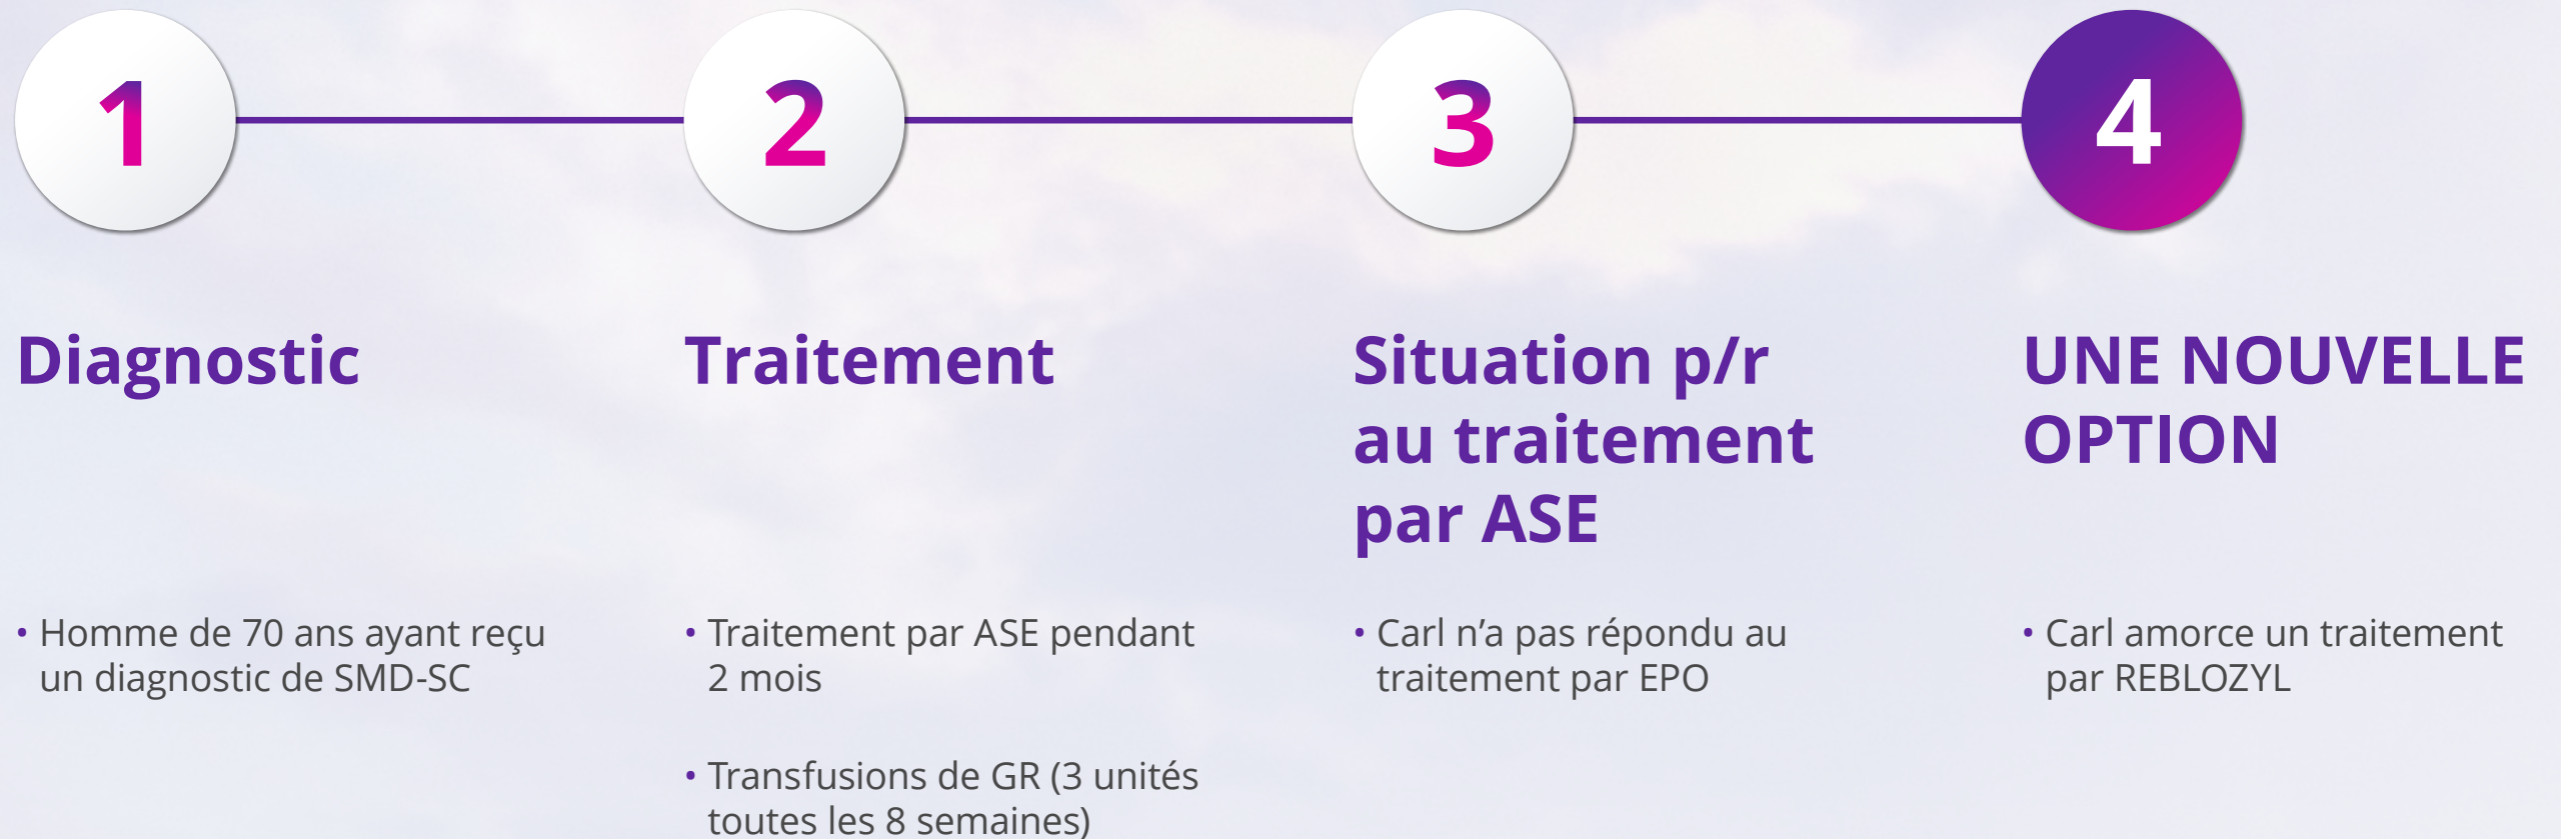 1
Diagnostic
• Homme de 70 ans ayant reçu
un diagnostic de SMD-SC
2
Traitement
• Traitement par ASE pendant
2 mois
• Transfusions de GR (3 unités
toutes les 8 semaines)
3
Situation p/r
au traitement
par ASE
• Carl n’a pas répondu au
traitement par EPO
4
UNE NOUVELLE
OPTION
• Carl amorce un traitement
par REBLOZYL